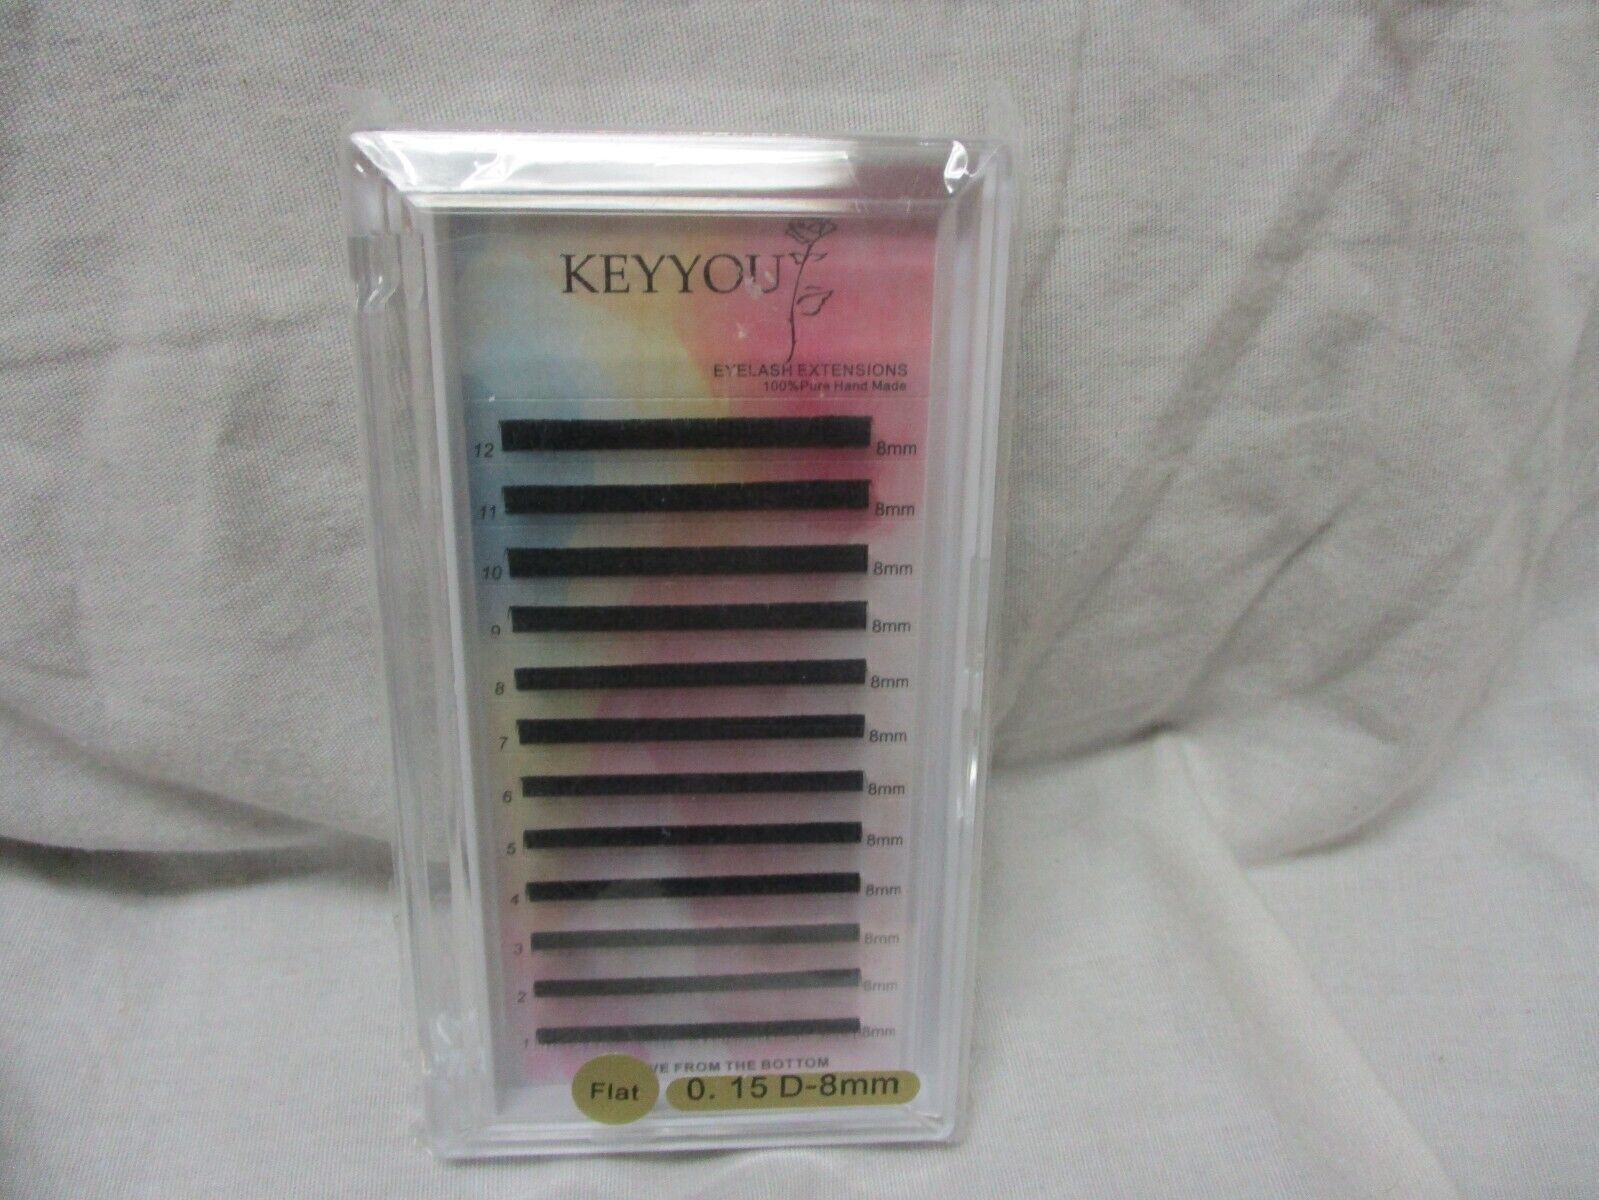 KEYYOU
EYELASH EXTENSIONS
100%Pure Hand Made
12 8mm
11 8mm
10 8mm
9 8mm
8 8mm
7 8mm
6 8mm
5 8mm
4 8mm
3 8mm
2 8mm
1 8mm
FROM THE BOTTOM
Flat 0. 15 D-8mm